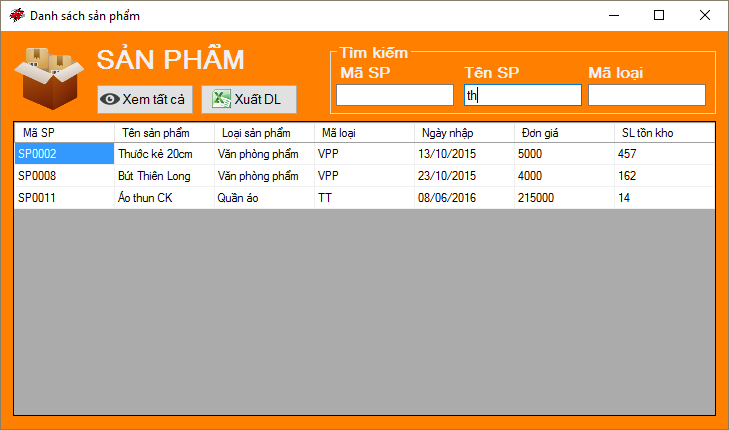 Danh sách sản phẩm
SẢN PHẨM
Xem tất cả
Xuất DL
Tìm kiếm
Mã SP
Tên SP
Mã loại
th
Mã SP Tên sản phẩm Loại sản phẩm Mã loại Ngày nhập Đơn giá SL tồn kho
SP0002 Thước kẻ 20cm Văn phòng phẩm VPP 13/10/2015 5000 457
SP0008 Bút Thiên Long Văn phòng phẩm VPP 23/10/2015 4000 162
SP0011 Áo thun CK Quần áo TT 08/06/2016 215000 14